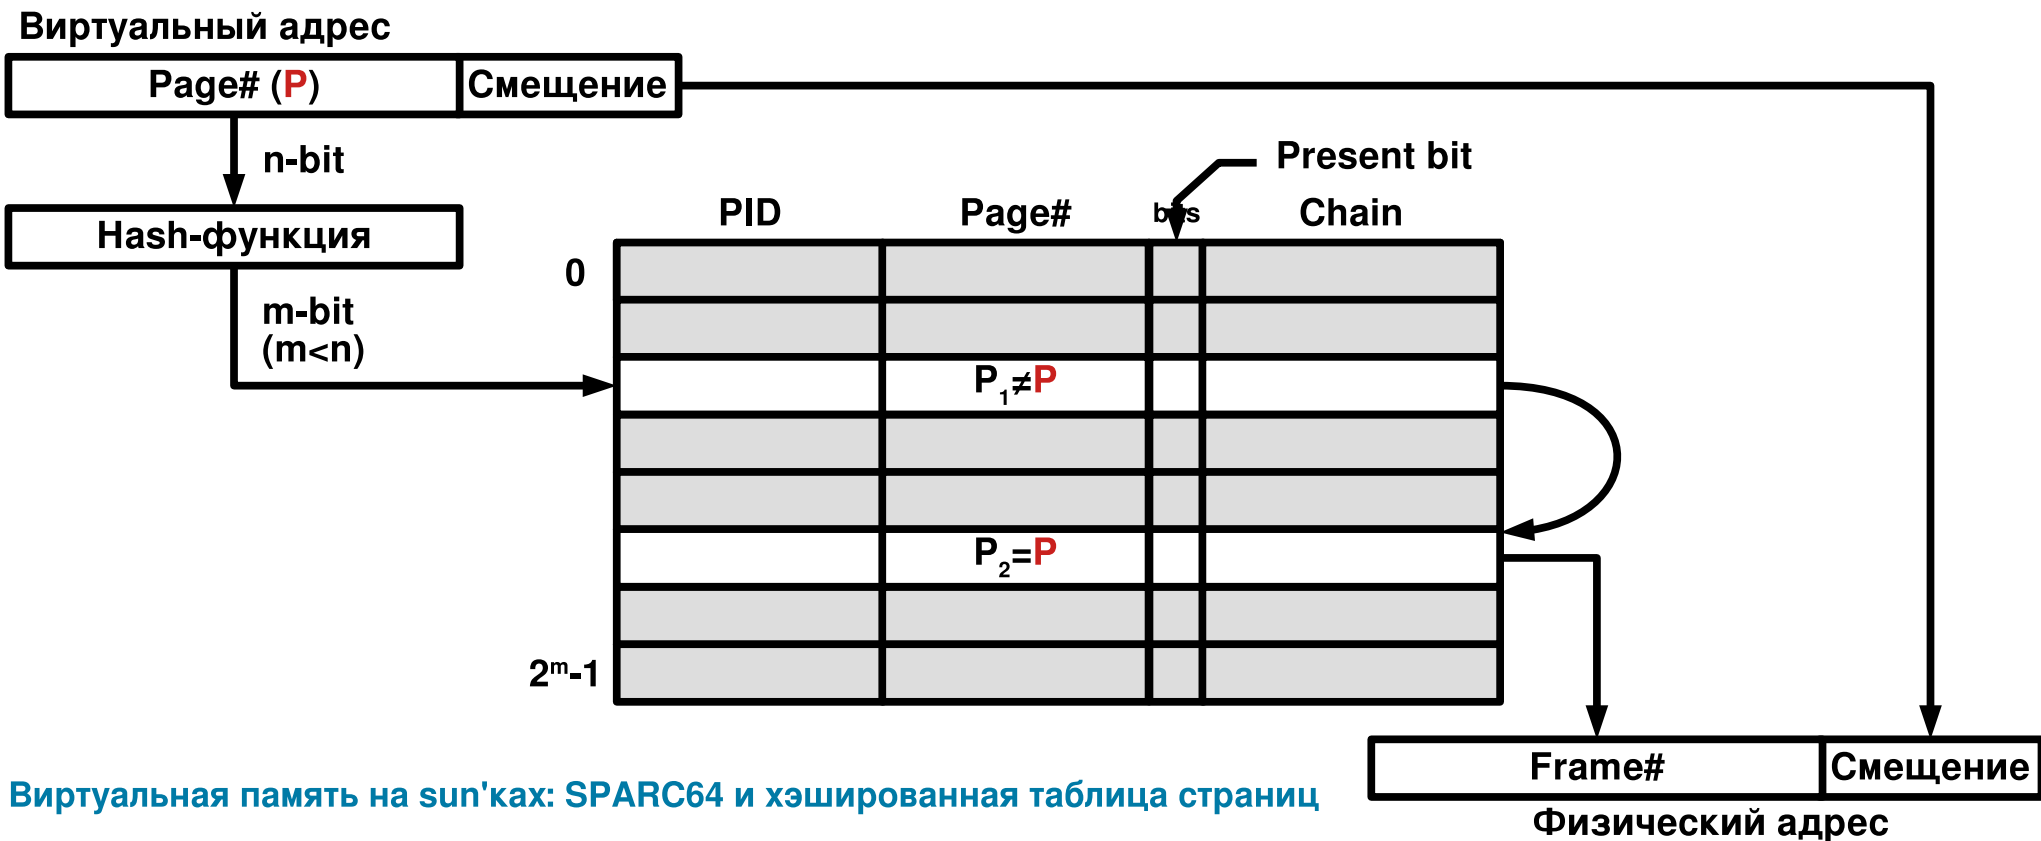 Виртуальный адрес
Page# (P)
Смещение
n-bit
Present bit
Hash-функция
PID
Page#
bits
Chain
0
m-bit
(m<n)
P₁≠P
P₂=P
2ᵐ-1
Frame#
Смещение
Виртуальная память на sun'ках: SPARC64 и хэшированная таблица страниц
Физический адрес